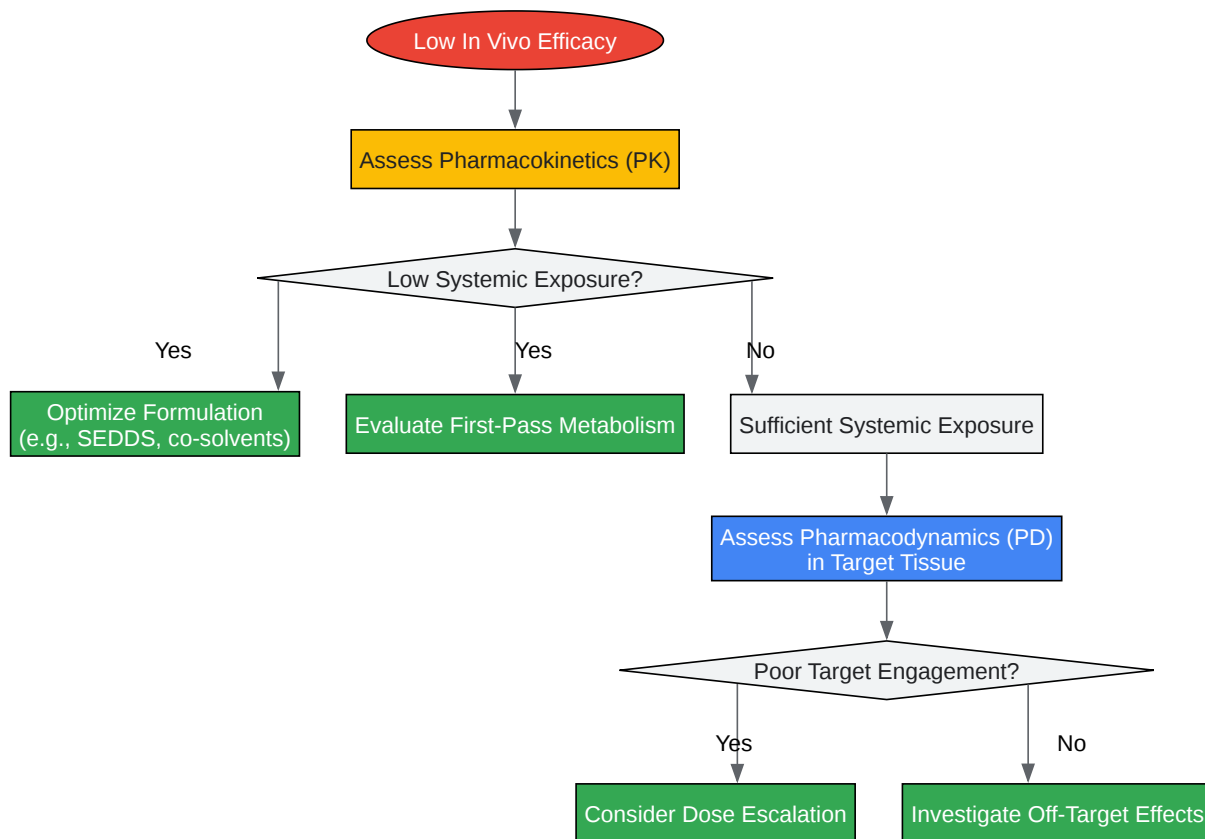 Low In Vivo Efficacy
Assess Pharmacokinetics (PK)
Low Systemic Exposure?
Yes
Yes
No
Optimize Formulation
(e.g., SEDDS, co-solvents)
Evaluate First-Pass Metabolism
Sufficient Systemic Exposure
Assess Pharmacodynamics (PD)
in Target Tissue
Poor Target Engagement?
Yes
No
Consider Dose Escalation
Investigate Off-Target Effects